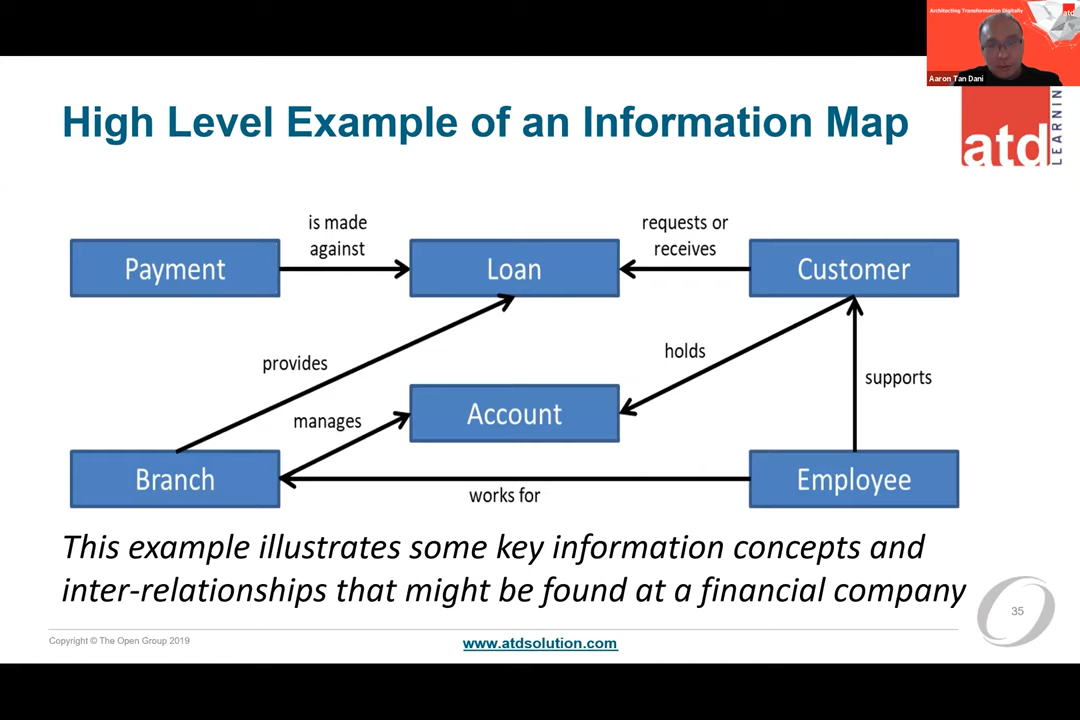 Architecting Transformation Digitally
atd
Aaron Tan Dani
High Level Example of an Information Map
atd
LEARNIN
is made
against
requests or
receives
Payment
Loan
Customer
provides
holds
supports
manages
Account
Branch
works for
Employee
This example illustrates some key information concepts and
inter-relationships that might be found at a financial company
35
Copyright © The Open Group 2019
www.atdsolution.com